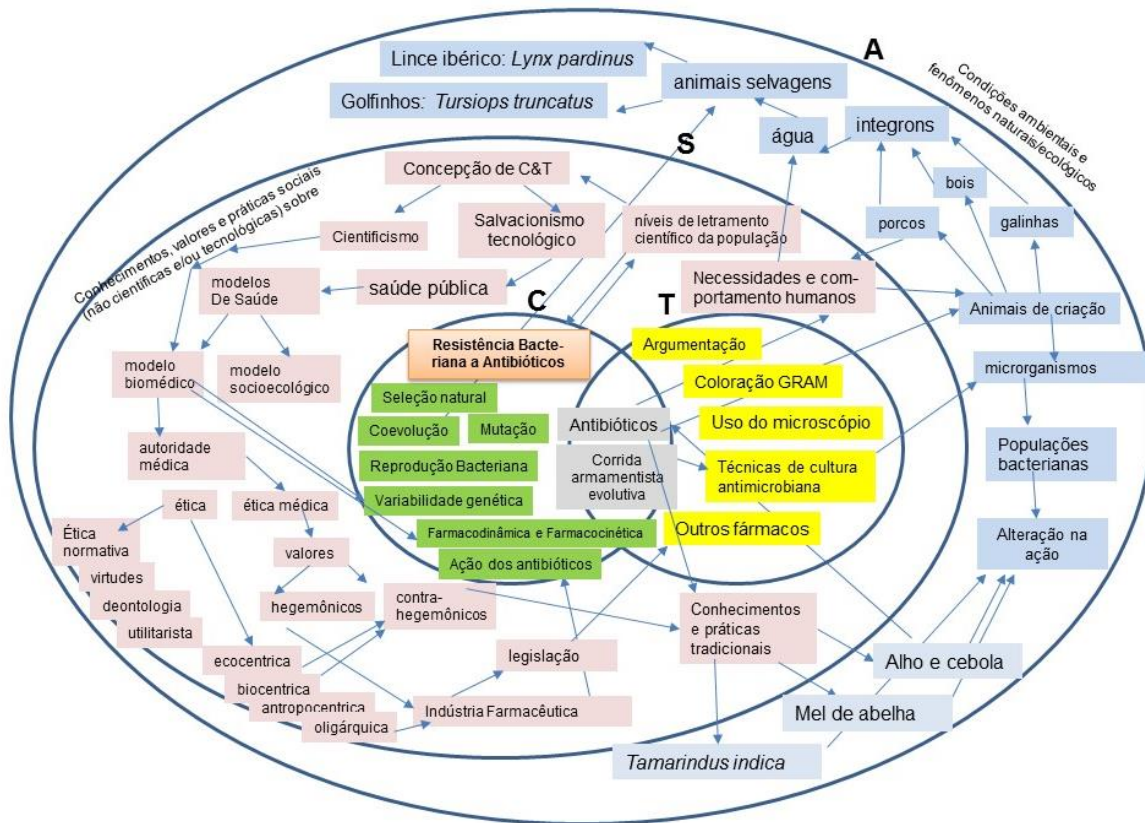 A
Lince ibérico: Lynx pardinus
Golfinhos: Tursiops truncatus
animais selvagens
Condições ambientais e
fenômenos naturais/ecológicos
água
integrons
bois
porcos
galinhas
S
Conhecimentos, valores e práticas sociais
(não científicas e/ou tecnológicas) sobre
Concepção de C&T
Cientificismo
Salvacionismo
tecnológico
níveis de letramento
científico da população
modelos
De Saúde
saúde pública
Necessidades e com-
portamento humanos
Animais de criação
C
T
Resistência Bacte-
riana a Antibióticos
Argumentação
modelo
biomédico
modelo
socioecológico
microrganismos
Seleção natural
Coloração GRAM
Coevolução
Mutação
Antibióticos
Uso do microscópio
autoridade
médica
Reprodução Bacteriana
Corrida
armamentista
evolutiva
Técnicas de cultura
antimicrobiana
Populações
bacterianas
Variabilidade genética
ética
ética médica
Farmacodinâmica e Farmacocinética
Outros fármacos
Alteração na
ação
Ética
normativa
valores
Ação dos antibióticos
virtudes
deontologia
utilitarista
hegemônicos
contra-
hegemônicos
Conhecimentos
e práticas
tradicionais
ecocentrica
biocentrica
antropocentrica
oligárquica
legislação
Indústria Farmacêutica
Alho e cebola
Mel de abelha
Tamarindus indica